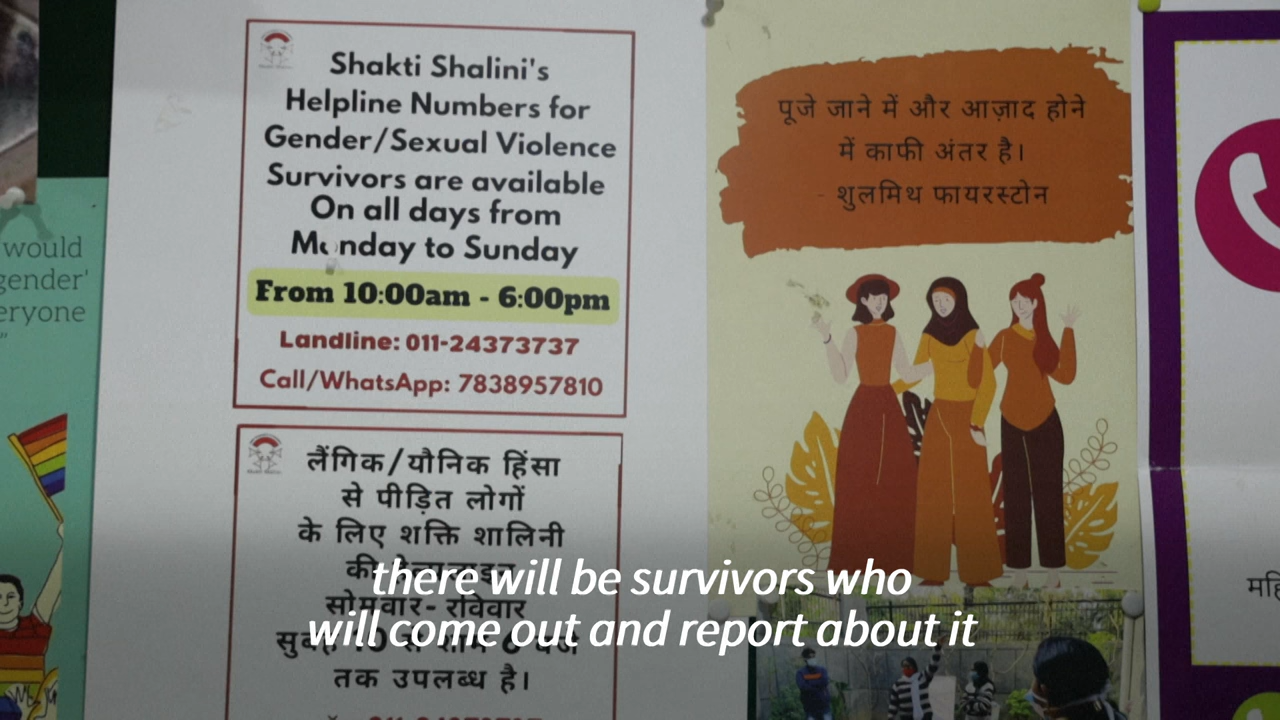 would
gender'
eryone
Shakti Shalini's
Helpline Numbers for
Gender/Sexual Violence
Survivors are available
On all days from
Monday to Sunday
From 10:00am - 6:00pm
Landline: 011-24373737
Call/WhatsApp: 7838957810
लैंगिक/यौनिक हिंसा
से पीड़ित लोगों
के लिए शक्ति शालिनी
की
सोमवार- रविवार
तक उपलब्ध है।
पूजे जाने में और आज़ाद होने
में काफी अंतर है।
- शुलमिथ फायरस्टोन
there will be survivors who
will come out and report about it